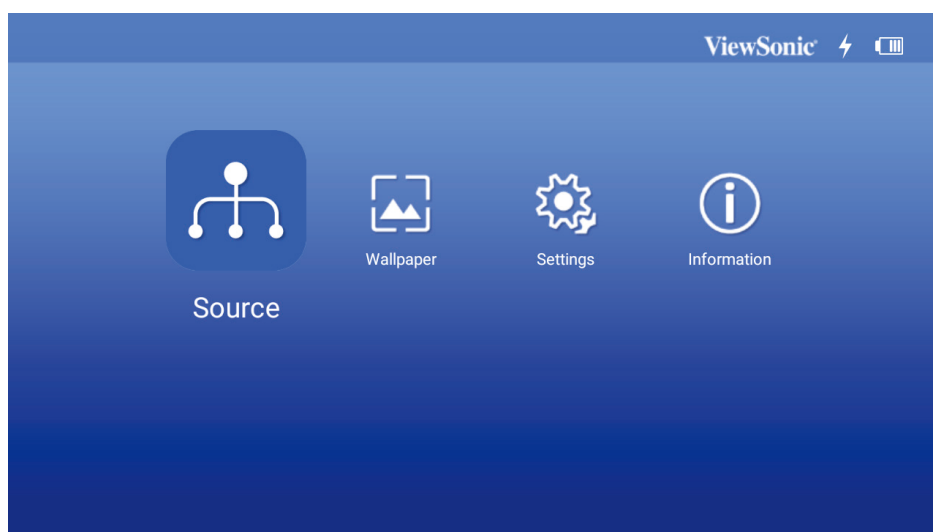 ViewSonic
Wallpaper
Settings
Information
Source